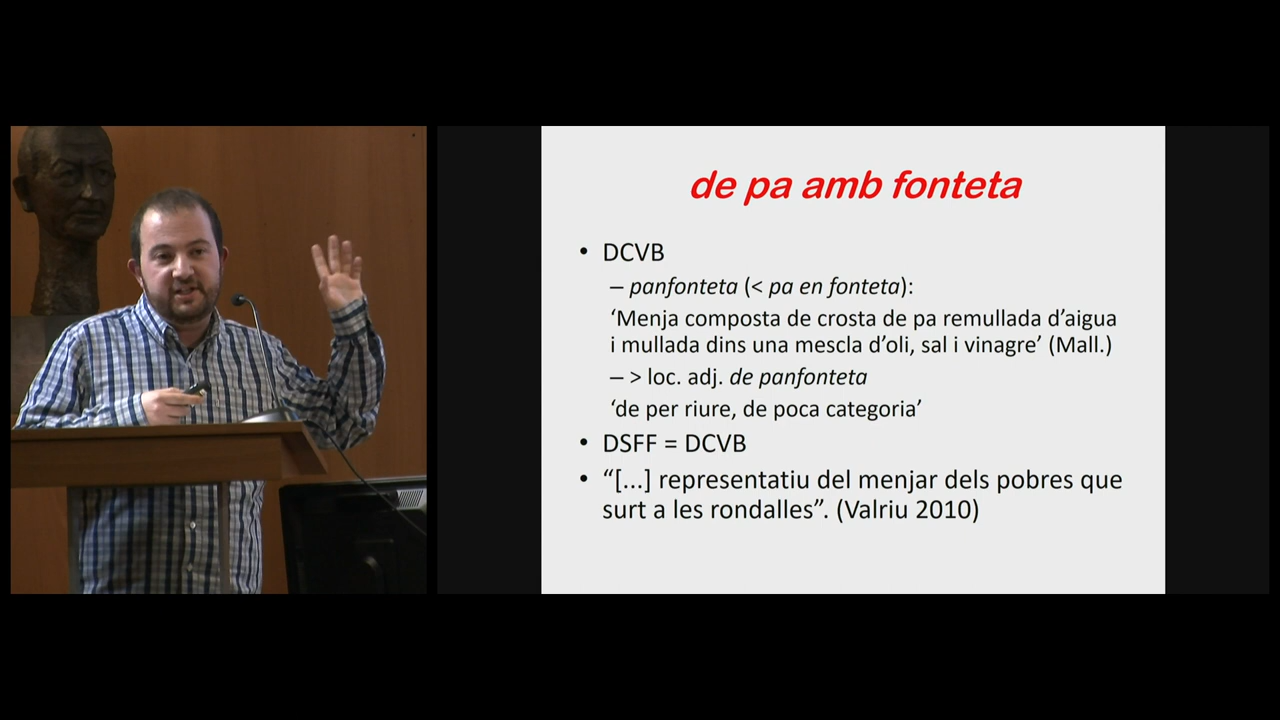 de pa amb fonteta
• DCVB
– panfonteta (< pa en fonteta):
‘Menja composta de crosta de pa remullada d’aigua
i mullada dins una mescla d’oli, sal i vinagre’ (Mall.)
– > loc. adj. de panfonteta
‘de per riure, de poca categoria’
• DSFF = DCVB
• “[...] representatiu del menjar dels pobres que
surt a les rondalles”. (Valriu 2010)